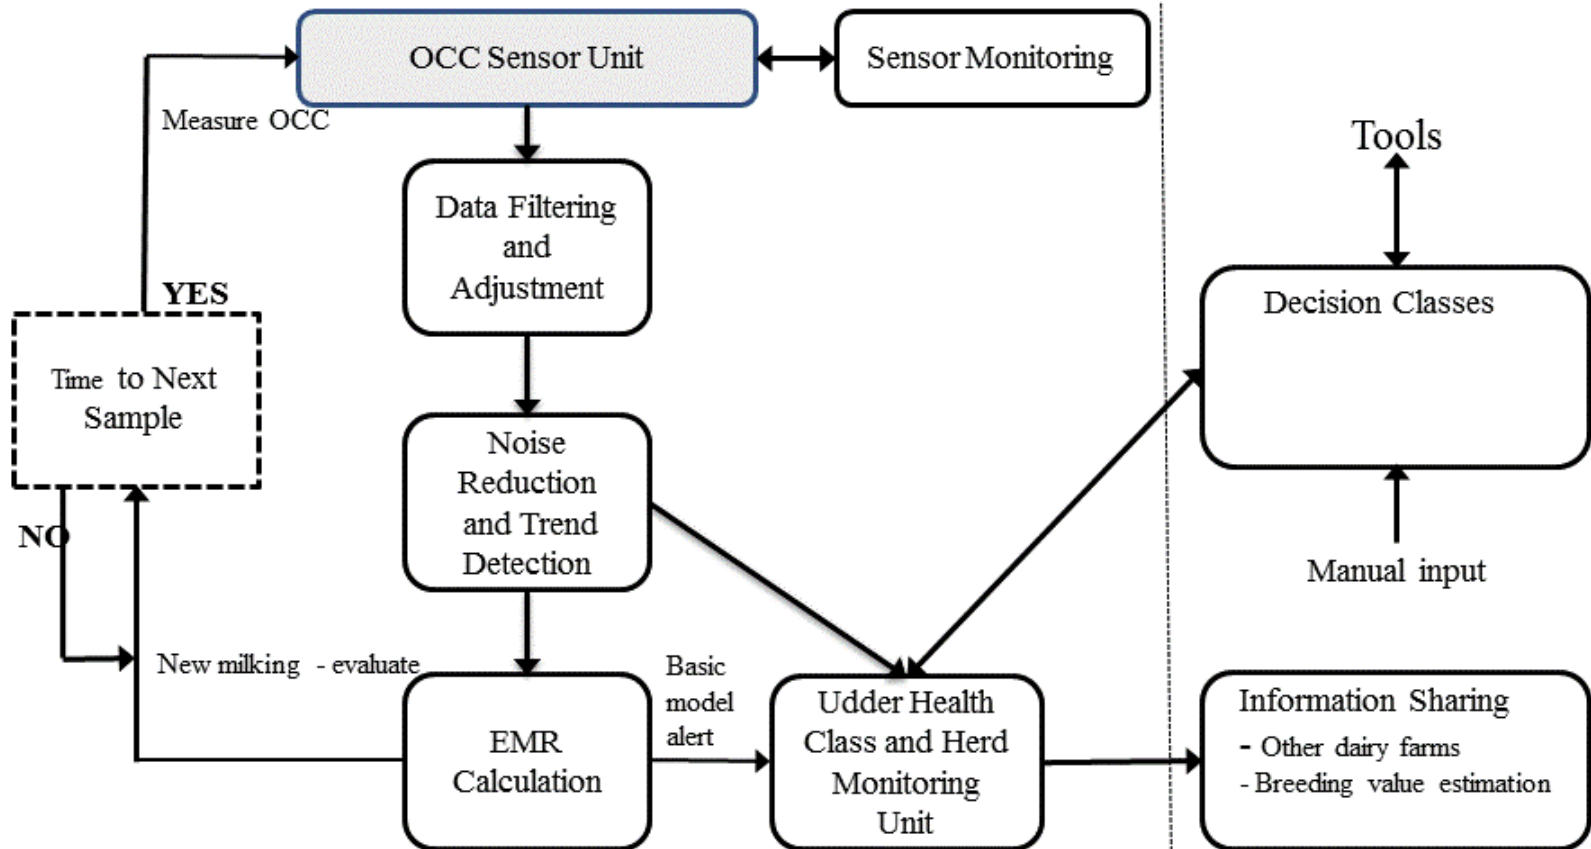 OCC Sensor Unit
Sensor Monitoring
Measure OCC
Tools
Data Filtering
and
Adjustment
YES
Decision Classes
Time to Next
Sample
Noise
Reduction
and Trend
Detection
NO
Manual input
New milking - evaluate
Basic
model
alert
EMR
Calculation
Udder Health
Class and Herd
Monitoring
Unit
Information Sharing
- Other dairy farms
- Breeding value estimation